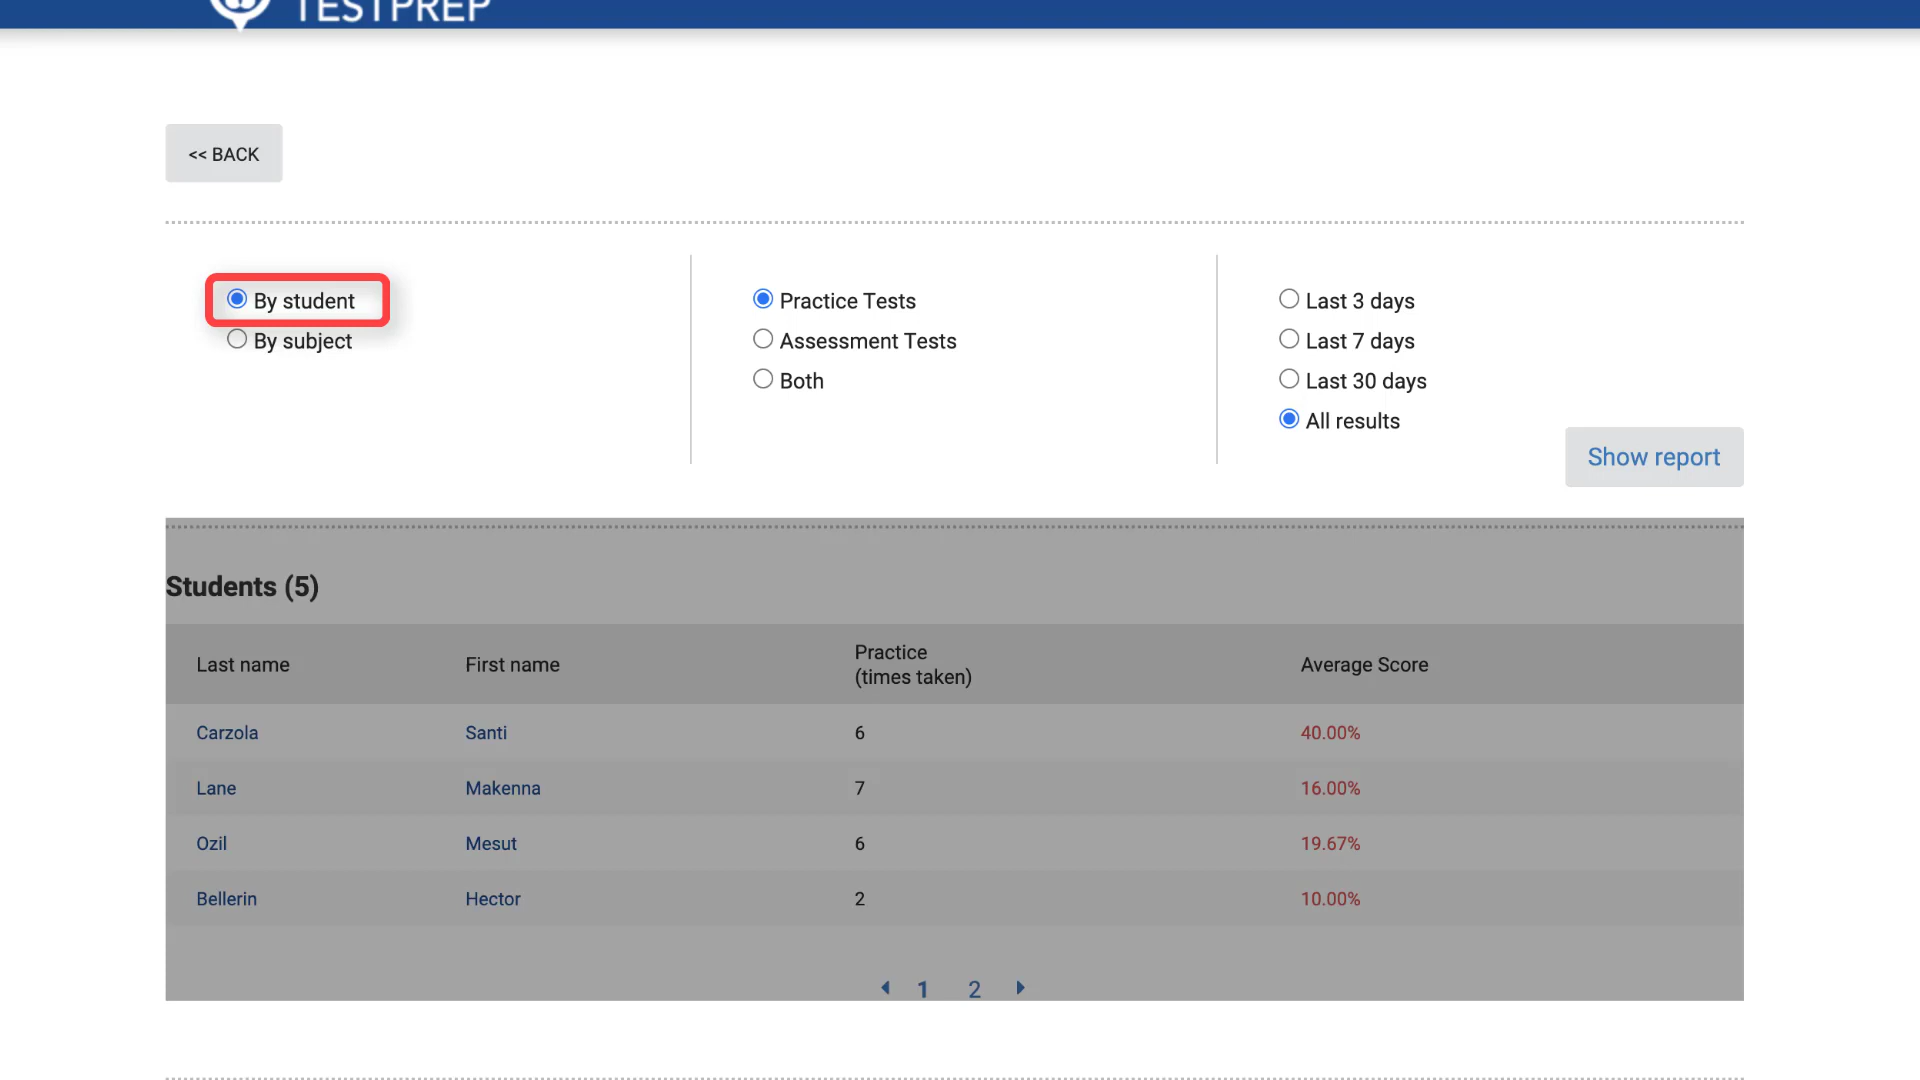 TESTPREP
<< BACK
By student
By subject
Practice Tests
Assessment Tests
Both
Last 3 days
Last 7 days
Last 30 days
All results
Show report
Students (5)
Last name First name Practice (times taken) Average Score
Carzola Santi 6 40.00%
Lane Makenna 7 16.00%
Ozil Mesut 6 19.67%
Bellerin Hector 2 10.00%
1 2